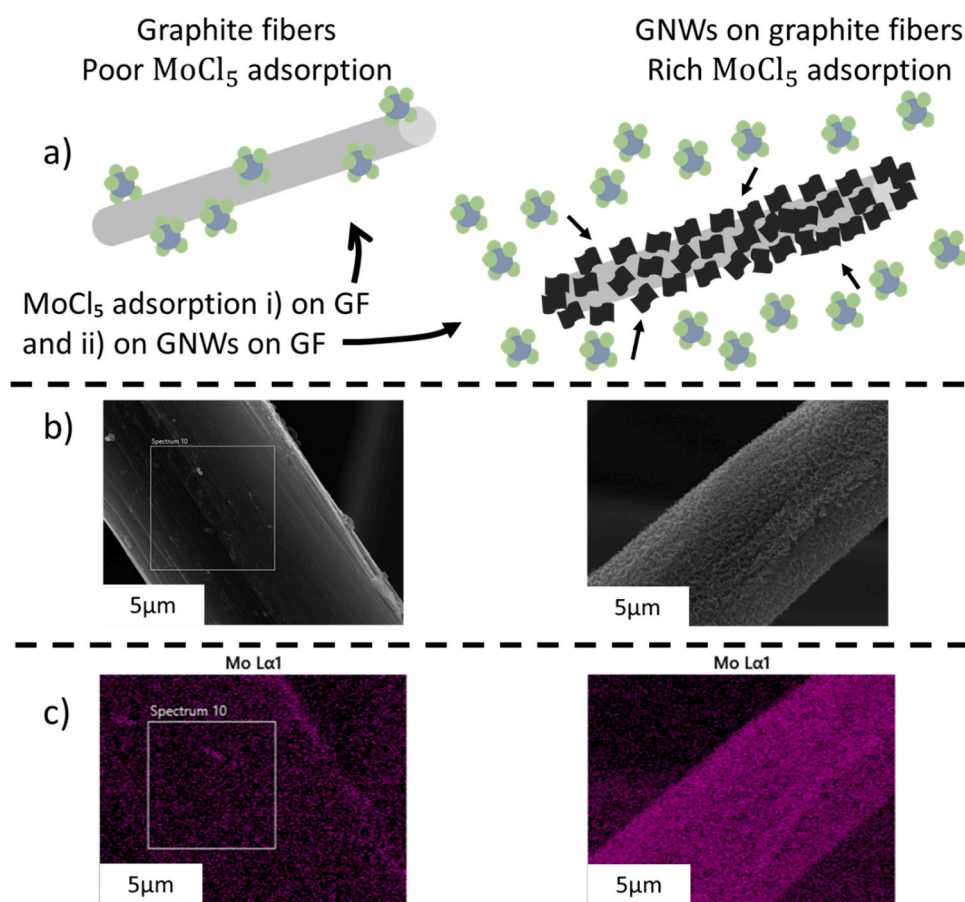 Graphite fibers
Poor MoCl₅ adsorption
GNWs on graphite fibers
Rich MoCl₅ adsorption
a)
MoCl₅ adsorption i) on GF
and ii) on GNWs on GF
b)
Spectrum 10
5μm
5μm
Mo Lα1
Mo Lα1
c)
Spectrum 10
5μm
5μm